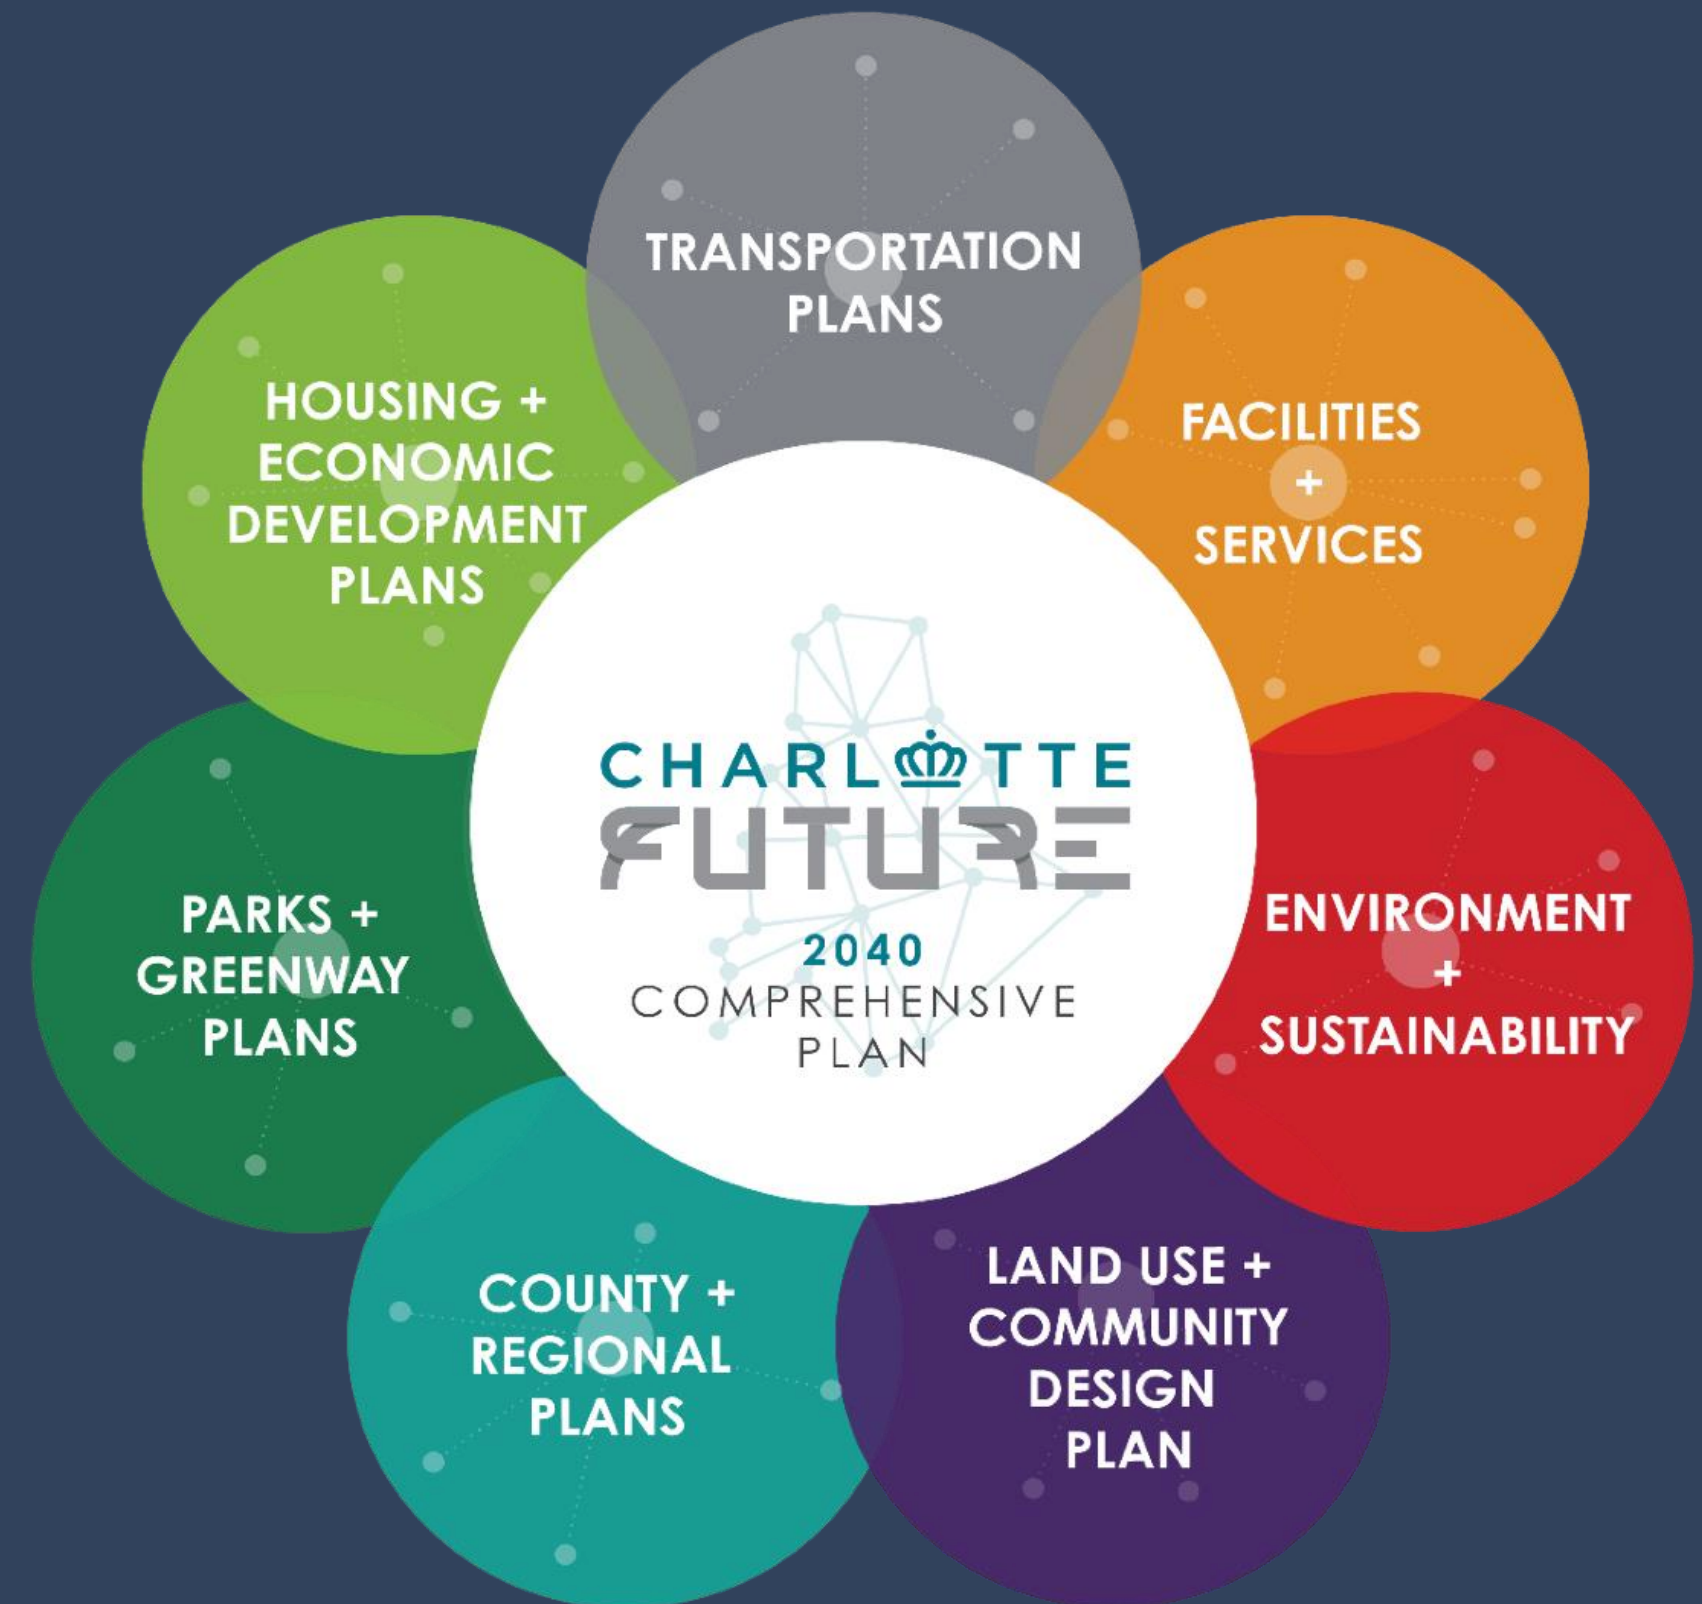 TRANSPORTATION
PLANS
FACILITIES
+
SERVICES
ENVIRONMENT
+
SUSTAINABILITY
LAND USE +
COMMUNITY
DESIGN
PLAN
COUNTY +
REGIONAL
PLANS
PARKS +
GREENWAY
PLANS
HOUSING +
ECONOMIC
DEVELOPMENT
PLANS
CHARLOTTE
FUTURE
2040
COMPREHENSIVE
PLAN